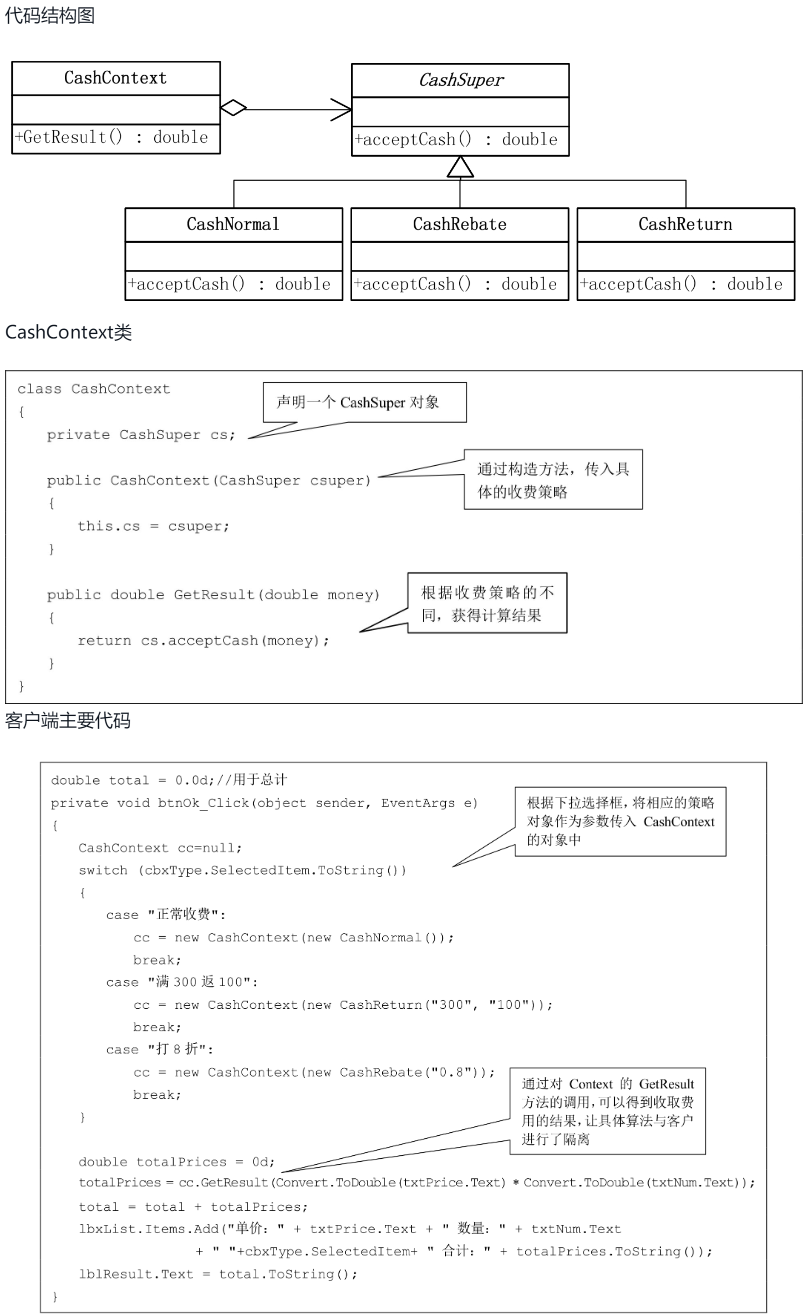 代码结构图
CashContext
+GetResult() : double
CashSuper
+acceptCash() : double
CashNormal
+acceptCash() : double
CashRebate
+acceptCash() : double
CashReturn
+acceptCash() : double
CashContext类
class CashContext
{
private CashSuper cs;
声明一个 CashSuper 对象
public CashContext(CashSuper csuper)
通过构造方法，传入具
体的收费策略
{
this.cs = csuper;
}
public double GetResult(double money)
根据收费策略的不
同，获得计算结果
{
return cs.acceptCash(money);
}
}
客户端主要代码
double total = 0.0d;//用于总计
private void btnOk_Click(object sender, EventArgs e)
根据下拉选择框，将相应的策略
对象作为参数传入 CashContext
的对象中
{
CashContext cc=null;
switch (cbxType.SelectedItem.ToString())
{
case "正常收费":
cc = new CashContext(new CashNormal());
break;
case "满 300 返 100":
cc = new CashContext(new CashReturn("300", "100"));
break;
case "打 8 折":
cc = new CashContext(new CashRebate("0.8"));
break;
}
通过对 Context 的 GetResult
方法的调用，可以得到收取费
用的结果，让具体算法与客户
进行了隔离
double totalPrices = 0d;
totalPrices = cc.GetResult(Convert.ToDouble(txtPrice.Text) * Convert.ToDouble(txtNum.Text));
total = total + totalPrices;
lbxList.Items.Add("单价：" + txtPrice.Text + " 数量：" + txtNum.Text
+ " "+cbxType.SelectedItem+ " 合计：" + totalPrices.ToString());
lblResult.Text = total.ToString();
}